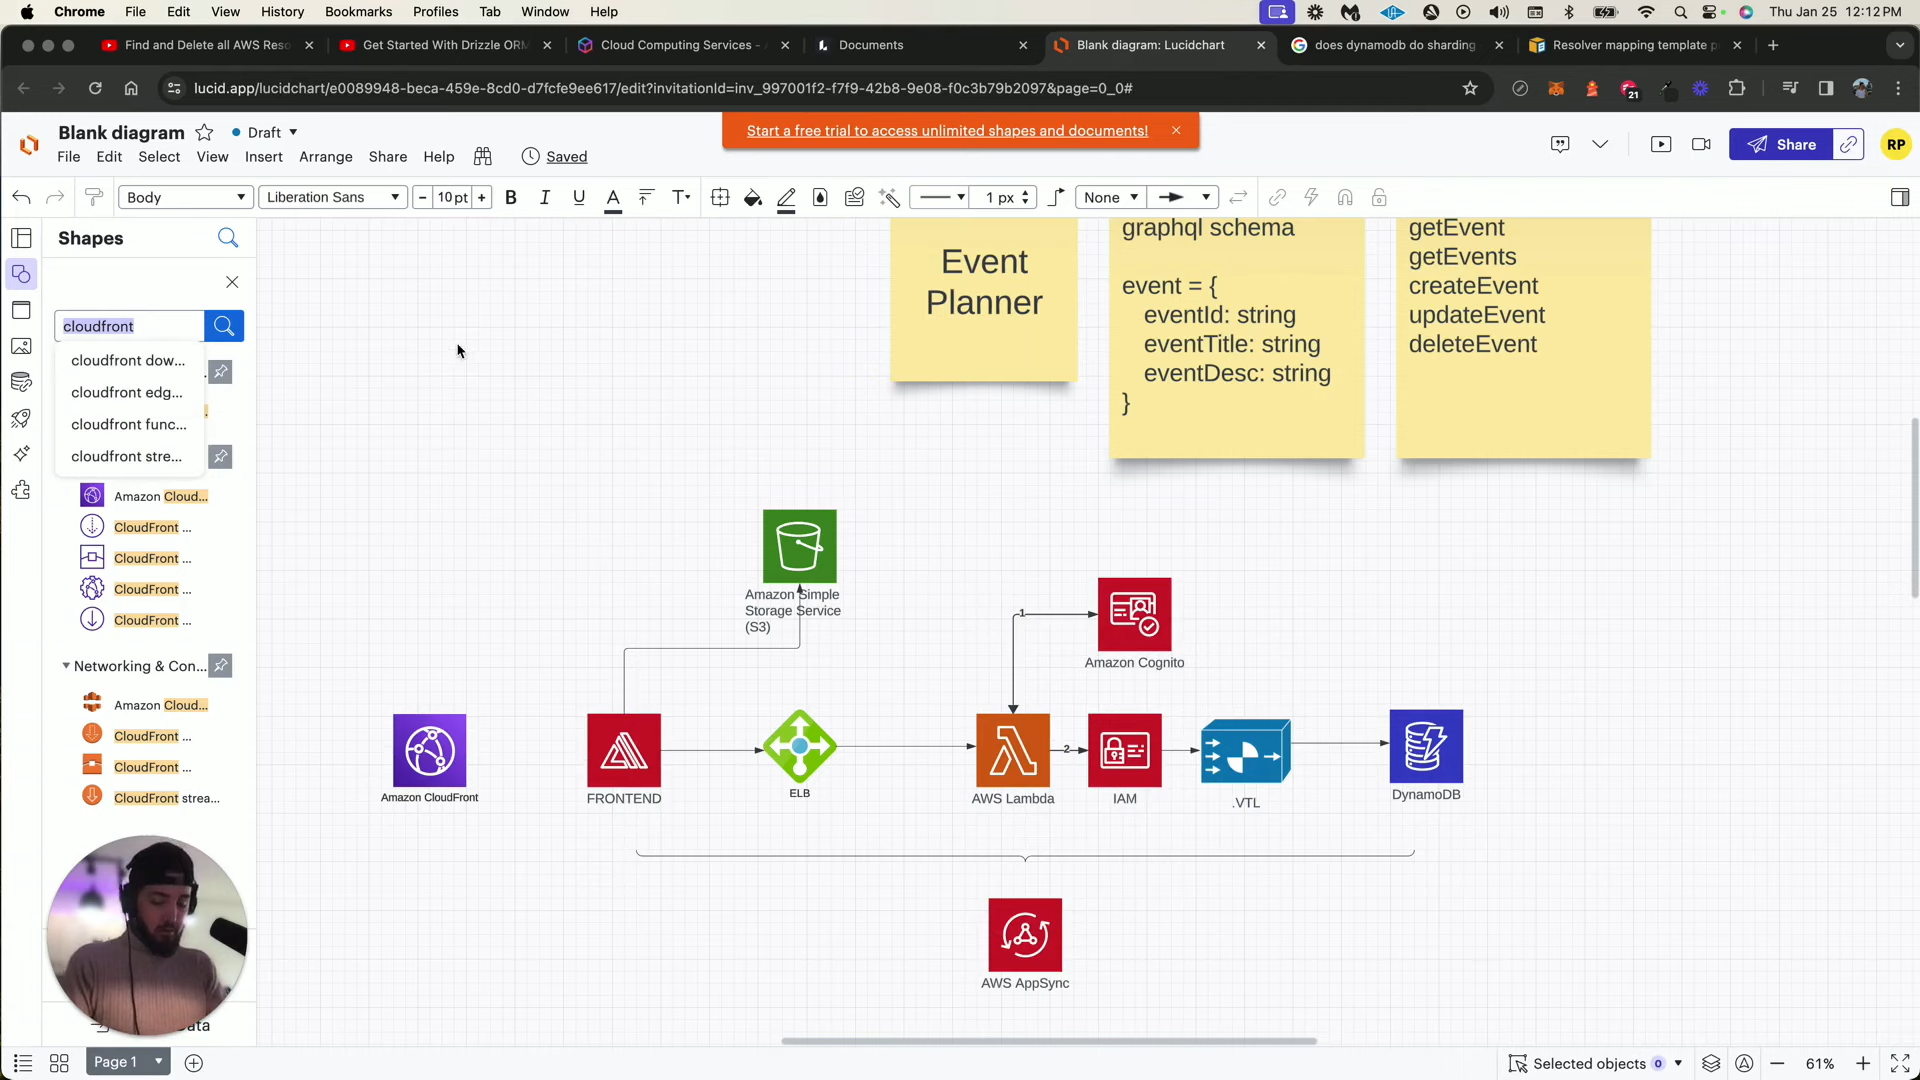 Chrome File Edit View History Bookmarks Profiles Tab Window Help
21
Thu Jan 25 12:12 PM
Find and Delete all AWS Reso
Get Started With Drizzle ORM
Cloud Computing Services - A
Documents
Blank diagram: Lucidchart
does dynamodb do sharding
Resolver mapping template p
lucid.app/lucidchart/e0089948-beca-459e-8cd0-d7fcfe9ee617/edit?invitationId=inv_997001f2-f7f9-42b8-9e08-f0c3b79b2097&page=0_0#
Blank diagram
Draft
Start a free trial to access unlimited shapes and documents!
File Edit Select View Insert Arrange Share Help
Saved
Share
RP
Body
Liberation Sans
10 pt
B I U A T
1 px
None
Shapes
cloudfront
cloudfront dow...
cloudfront edg...
cloudfront func...
cloudfront stre...
Amazon Cloud...
CloudFront ...
CloudFront ...
CloudFront ...
CloudFront ...
Networking & Con...
Amazon Cloud...
CloudFront ...
CloudFront ...
CloudFront strea...
Event
Planner
graphql schema
event = {
eventId: string
eventTitle: string
eventDesc: string
}
getEvent
getEvents
createEvent
updateEvent
deleteEvent
Amazon Simple
Storage Service
(S3)
1
Amazon Cognito
2
Amazon CloudFront
FRONTEND
ELB
AWS Lambda
IAM
.VTL
DynamoDB
AWS AppSync
Page 1
Selected objects 0
61%